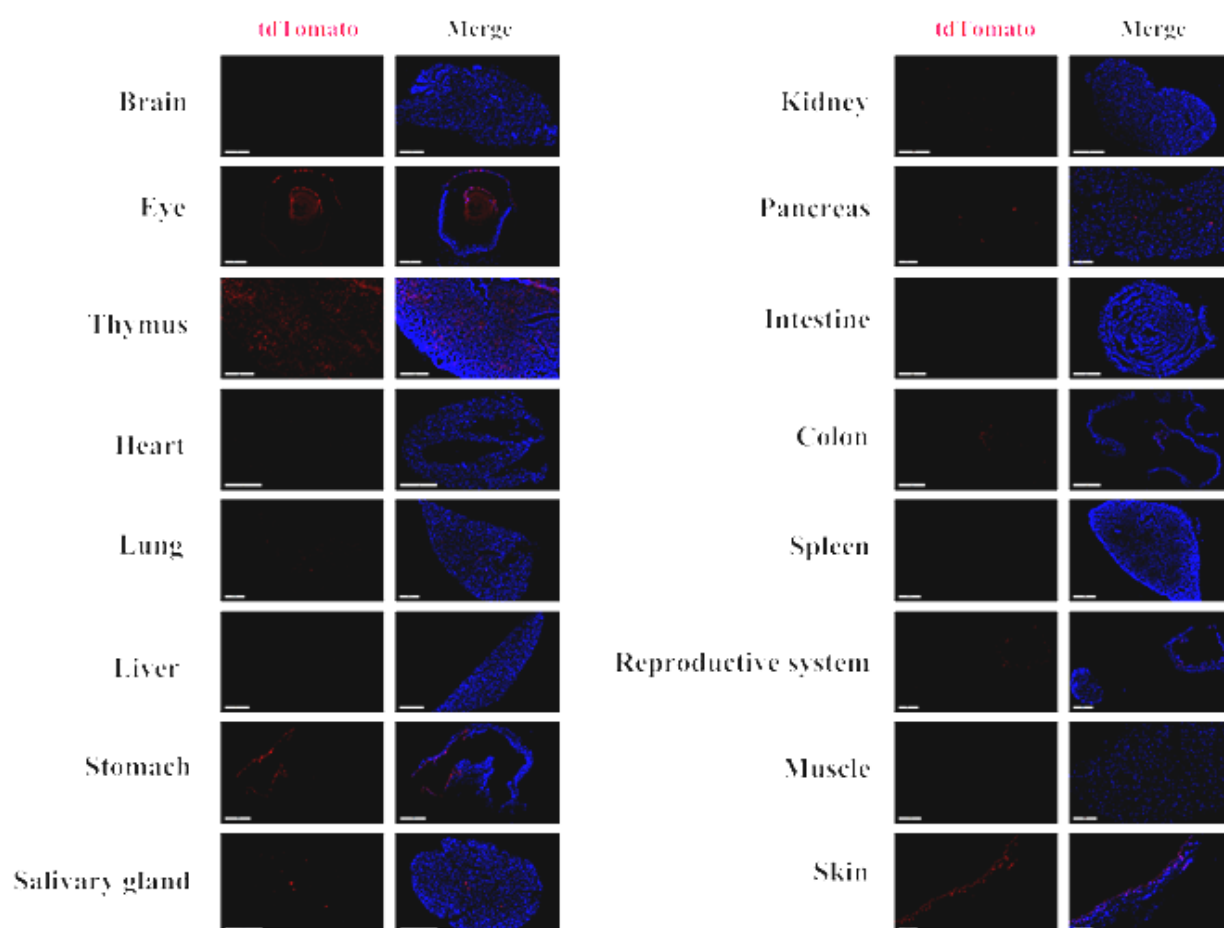 tdTomato Merge tdTomato Merge
Brain Kidney
Eye Pancreas
Thymus Intestine
Heart Colon
Lung Spleen
Liver Reproductive system
Stomach Muscle
Salivary gland Skin